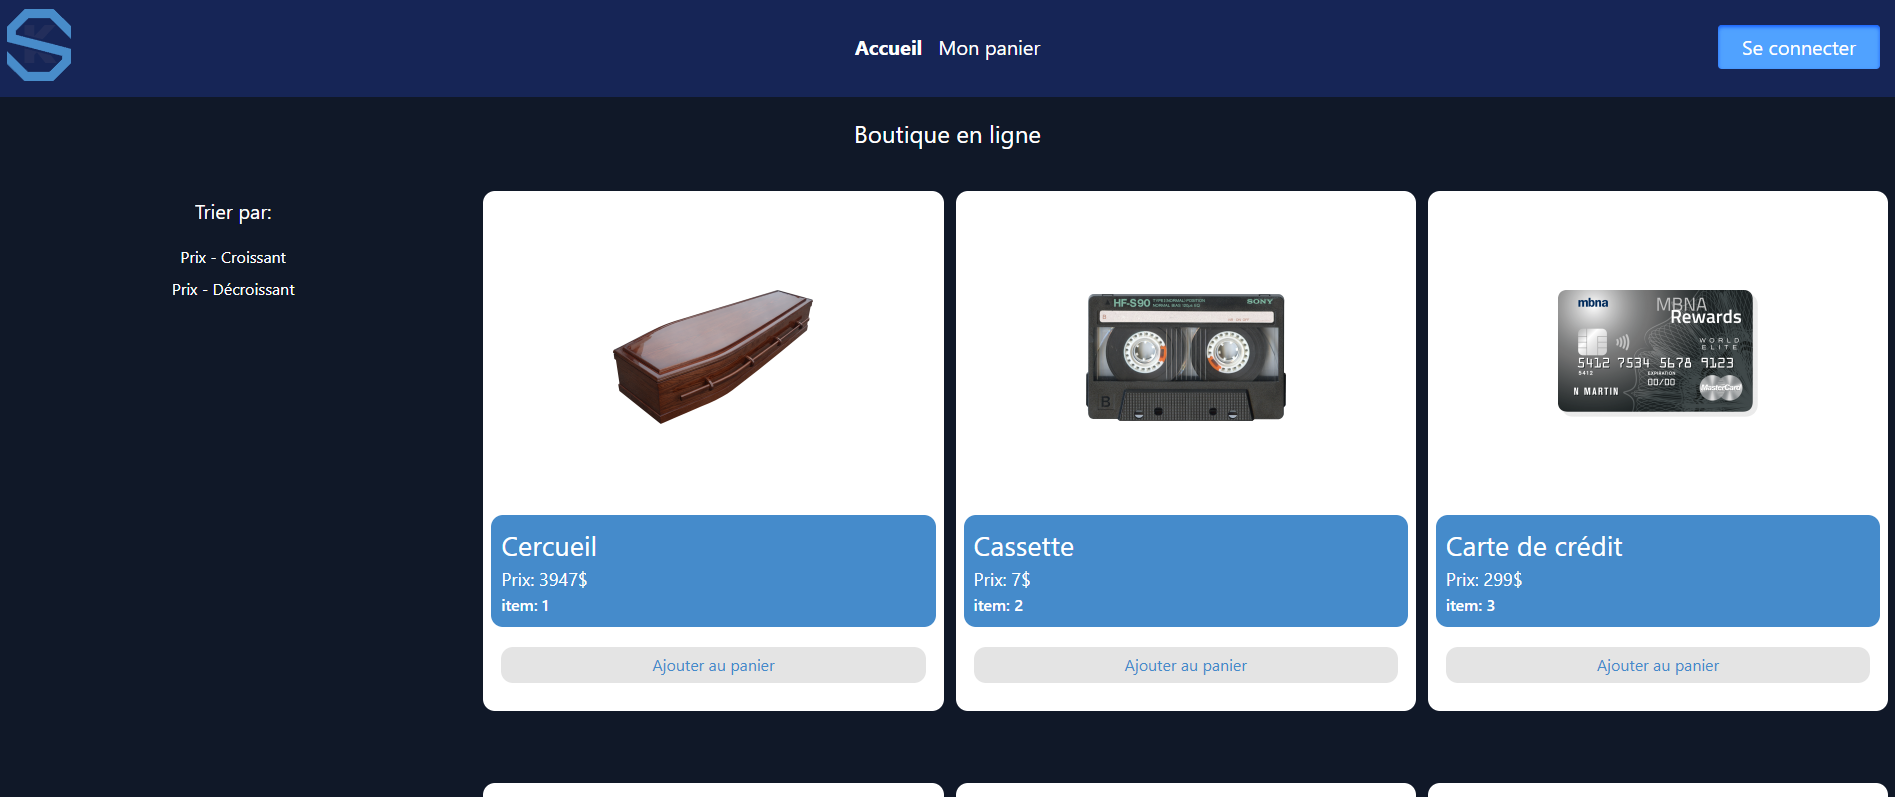 Accueil Mon panier
Se connecter
Boutique en ligne
Trier par:
Prix - Croissant
Prix - Décroissant
HF-S90
SONY
B
Cercueil
Prix: 3947$
item: 1
Ajouter au panier
Cassette
Prix: 7$
item: 2
Ajouter au panier
mbna
MBNA
Rewards
WORLD
ELITE
5412 7534 5678 9123
5412
EXPIRATION
00/00
N MARTIN
MasterCard
Carte de crédit
Prix: 299$
item: 3
Ajouter au panier